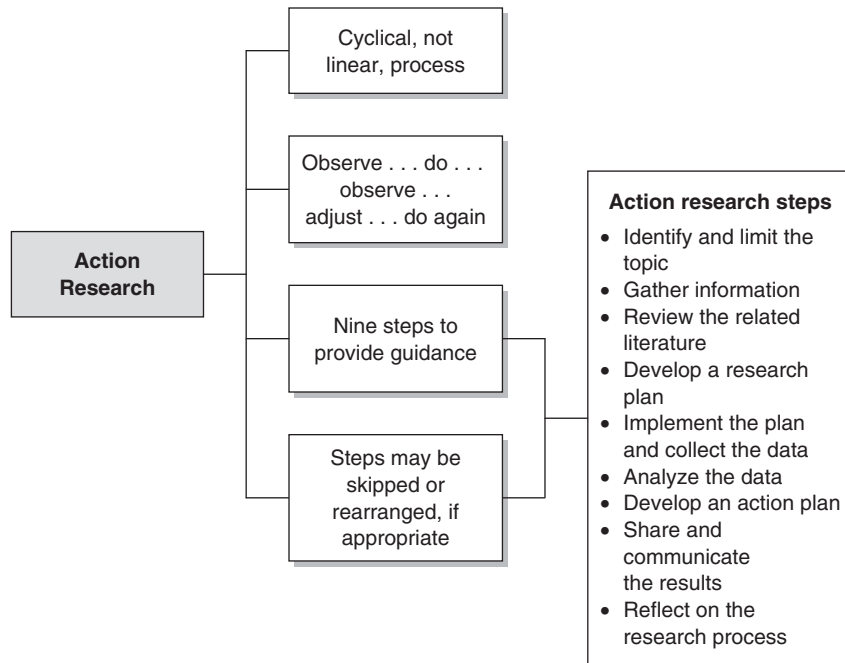 Cyclical, not
linear, process
Observe . . . do . . .
observe . . .
adjust . . . do again
Action
Research
Nine steps to
provide guidance
Steps may be
skipped or
rearranged, if
appropriate
Action research steps
• Identify and limit the
topic
• Gather information
• Review the related
literature
• Develop a research
plan
• Implement the plan
and collect the data
• Analyze the data
• Develop an action plan
• Share and
communicate
the results
• Reflect on the
research process